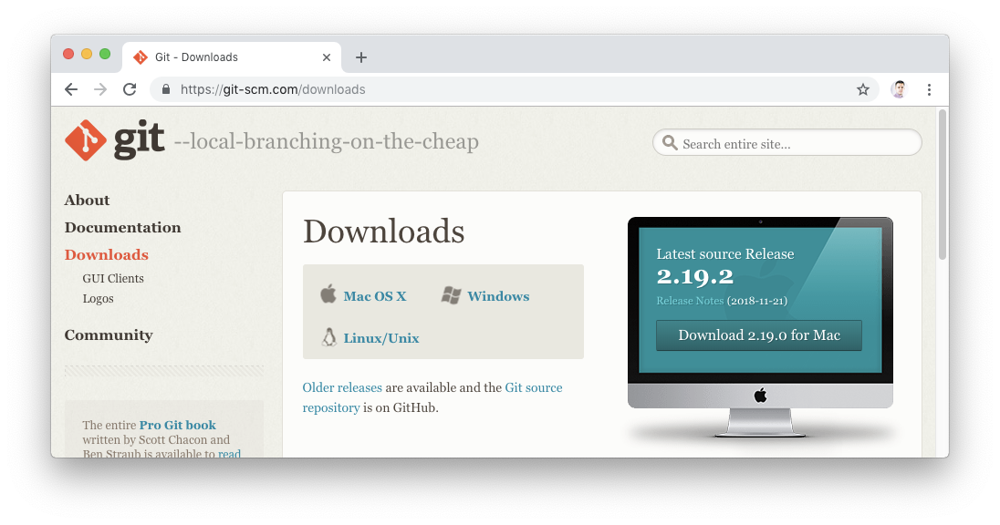 Git - Downloads
https://git-scm.com/downloads
git --local-branching-on-the-cheap
Search entire site...
About
Documentation
Downloads
GUI Clients
Logos
Community
The entire Pro Git book
written by Scott Chacon and
Ben Straub is available to read
Downloads
Mac OS X
Windows
Linux/Unix
Older releases are available and the Git source
repository is on GitHub.
Latest source Release
2.19.2
Release Notes (2018-11-21)
Download 2.19.0 for Mac